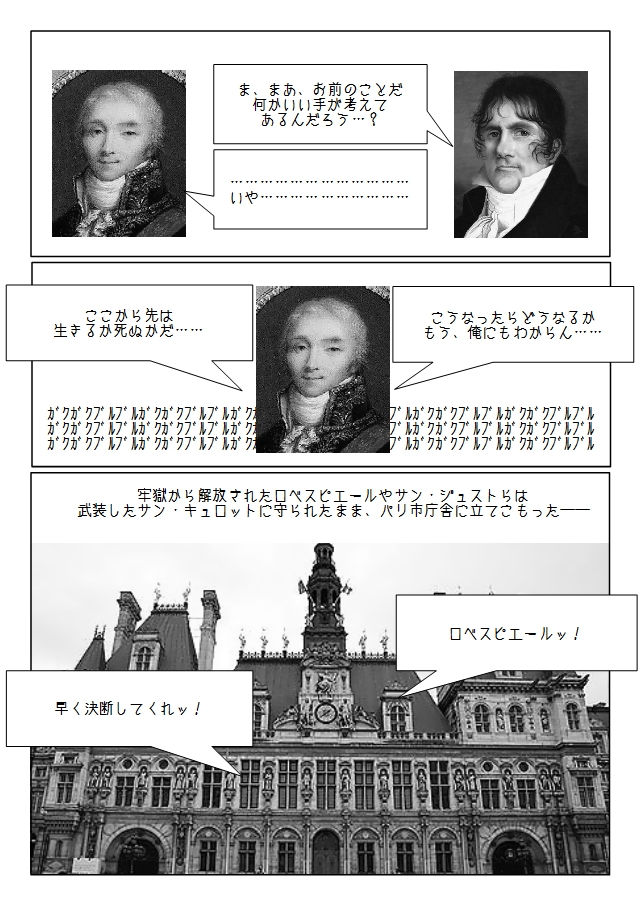 ま、まあ、お前のことだ
何かいい手が考えて
あるんだろう…？
………………………………
いや…………………………
ここから先は
生きるか死ぬかだ……
こうなったらどうなるか
もう、俺にもわからん……
ｶﾞｸｶﾞｸﾌﾞﾙﾌﾞﾙｶﾞｸｶﾞｸﾌﾞﾙﾌﾞﾙｶﾞｸ
ﾌﾞﾙｶﾞｸｶﾞｸﾌﾞﾙﾌﾞﾙｶﾞｸｶﾞｸﾌﾞﾙﾌﾞﾙ
ｶﾞｸｶﾞｸﾌﾞﾙﾌﾞﾙｶﾞｸｶﾞｸﾌﾞﾙﾌﾞﾙｶﾞｸ
ﾌﾞﾙｶﾞｸｶﾞｸﾌﾞﾙﾌﾞﾙｶﾞｸｶﾞｸﾌﾞﾙﾌﾞﾙ
ｶﾞｸｶﾞｸﾌﾞﾙﾌﾞﾙｶﾞｸｶﾞｸﾌﾞﾙﾌﾞﾙｶﾞｸ
ﾌﾞﾙｶﾞｸｶﾞｸﾌﾞﾙﾌﾞﾙｶﾞｸｶﾞｸﾌﾞﾙﾌﾞﾙ
牢獄から解放されたロベスピエールやサン・ジュストらは
武装したサン・キュロットに守られたまま、パリ市庁舎に立てこもった――
ロベスピエールッ！
早く決断してくれッ！